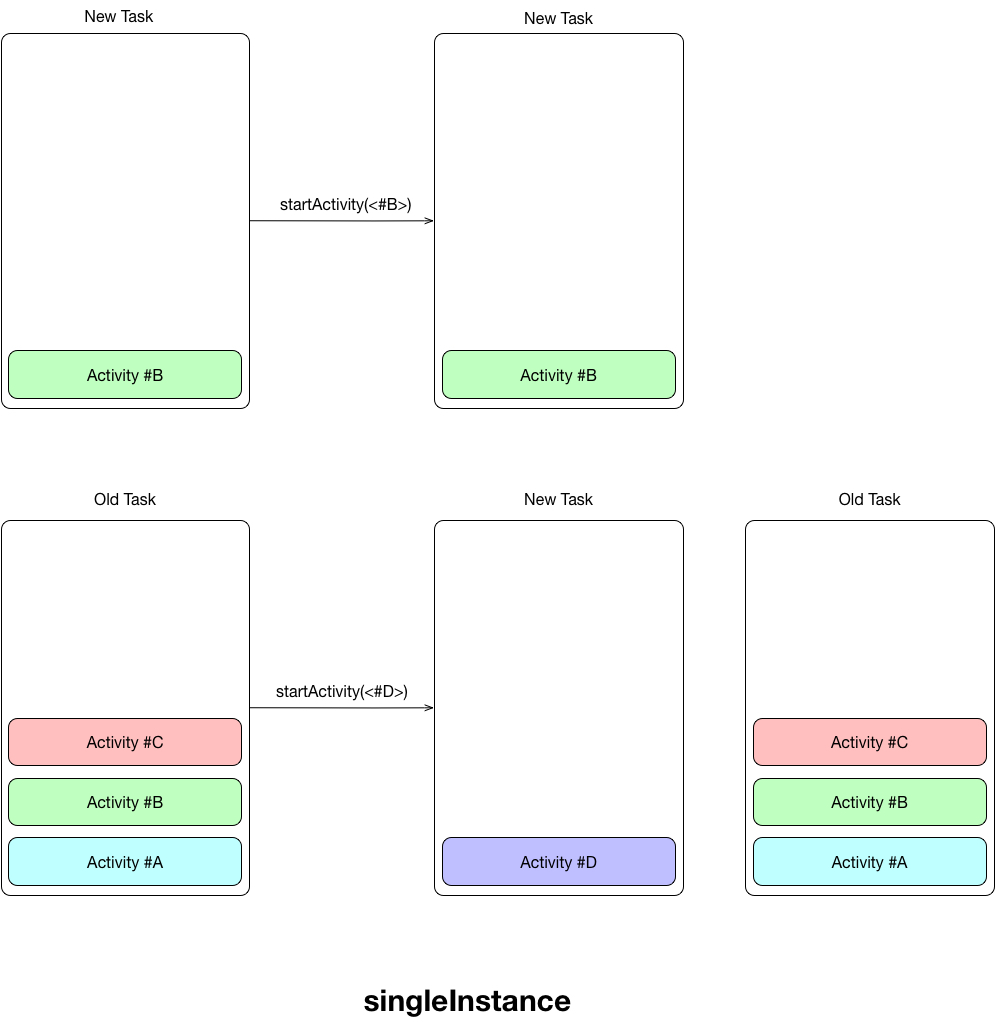 New Task
New Task
startActivity(<#B>)
Activity #B
Activity #B
Old Task
New Task
Old Task
startActivity(<#D>)
Activity #C
Activity #C
Activity #B
Activity #B
Activity #A
Activity #D
Activity #A
singleInstance